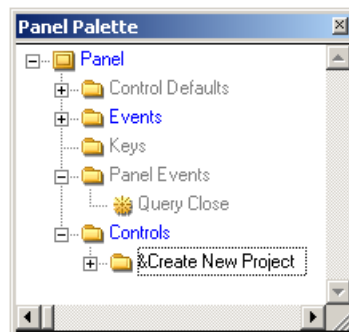 Panel Palette
Panel
Control Defaults
Events
Keys
Panel Events
Query Close
Controls
&Create New Project